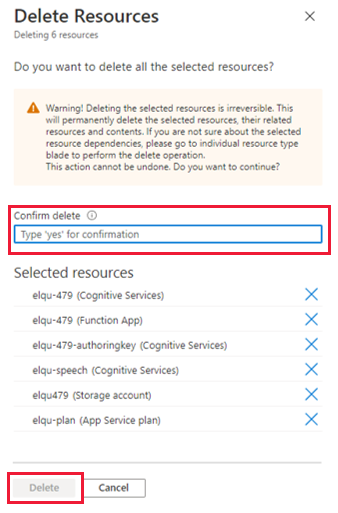 Delete Resources
Deleting 6 resources
Do you want to delete all the selected resources?
Warning! Deleting the selected resources is irreversible. This
will permanently delete the selected resources, their related
resources and contents. If you are not sure about the selected
resource dependencies, please go to individual resource type
blade to perform the delete operation.
This action cannot be undone. Do you want to continue?
Confirm delete
Type 'yes' for confirmation
Selected resources
elqu-479 (Cognitive Services)
elqu-479 (Function App)
elqu-479-authoringkey (Cognitive Services)
elqu-speech (Cognitive Services)
elqu479 (Storage account)
elqu-plan (App Service plan)
Delete Cancel